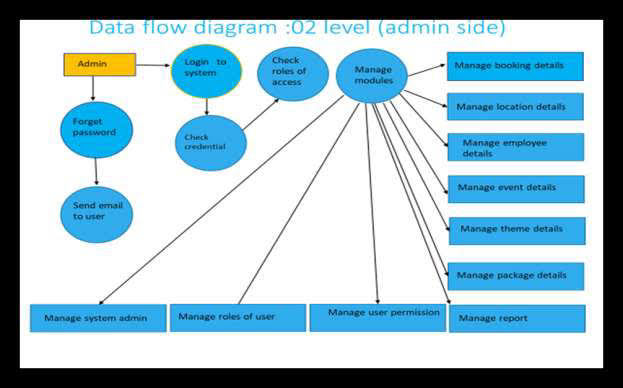 Data flow diagram :02 level (admin side)
Admin
Login to
system
Check
roles of
access
Manage
modules
Manage booking details
Manage location details
Manage employee
details
Manage event details
Manage theme details
Manage package details
Manage report
Forget
password
Check
credential
Send email
to user
Manage system admin
Manage roles of user
Manage user permission